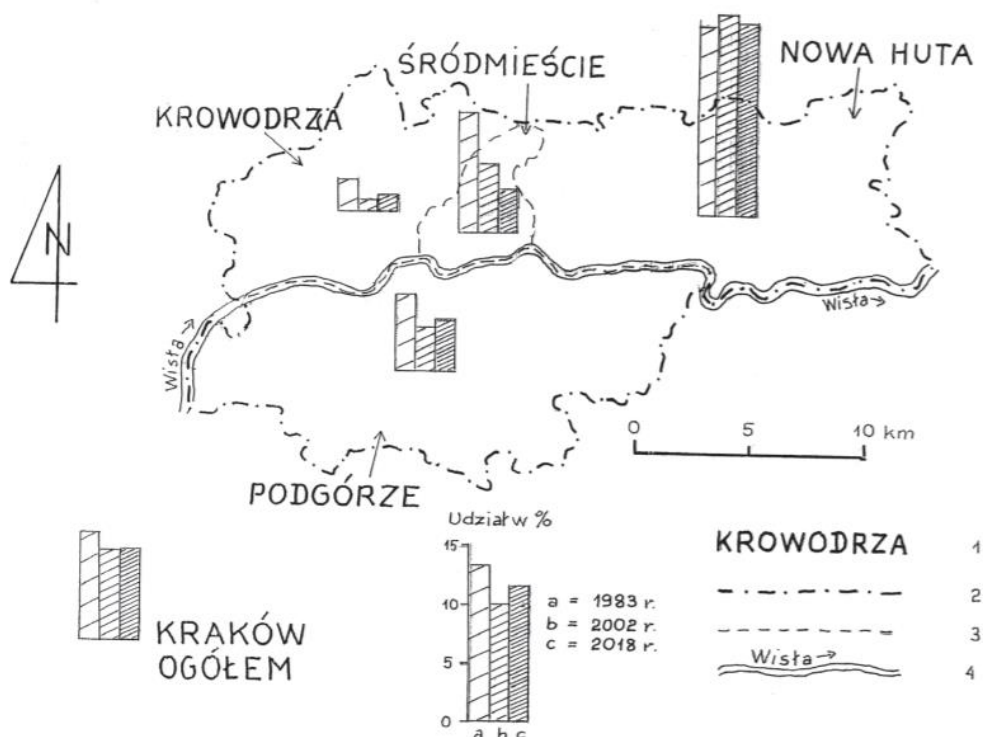 ŚRÓDMIEŚCIE
NOWA HUTA
KROWODRZA
N
Wisła →
Wisła →
0 5 10 km
PODGÓRZE
KRAKÓW
OGÓŁEM
Udział w %
15
10
5
0
a b c
a = 1983 r.
b = 2002 r.
c = 2018 r.
KROWODRZA 1
2
3
Wisła → 4